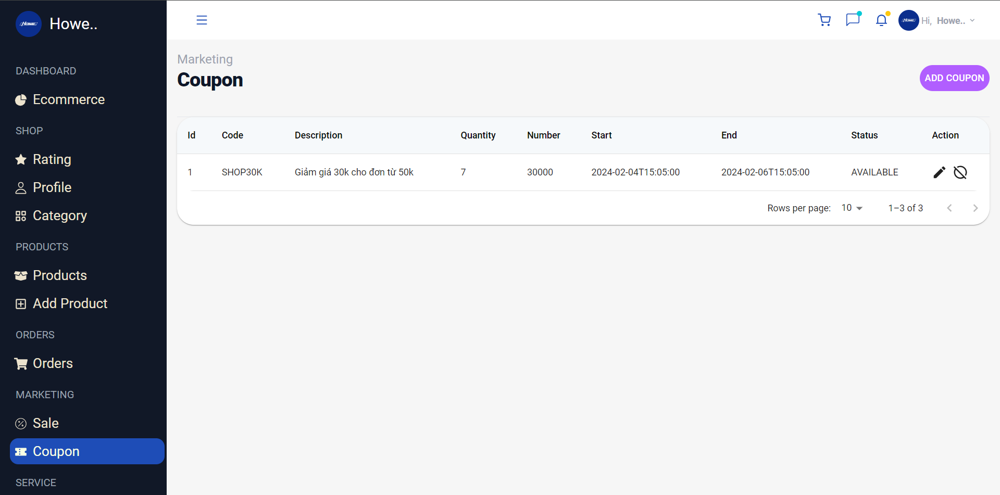 HOWE
Howe..
DASHBOARD
Ecommerce
SHOP
Rating
Profile
Category
PRODUCTS
Products
Add Product
ORDERS
Orders
MARKETING
Sale
Coupon
SERVICE
HOWE Hi, Howe..
Marketing
Coupon
ADD COUPON
Id Code Description Quantity Number Start End Status Action
1 SHOP30K Giảm giá 30k cho đơn từ 50k 7 30000 2024-02-04T15:05:00 2024-02-06T15:05:00 AVAILABLE
Rows per page: 10 1–3 of 3